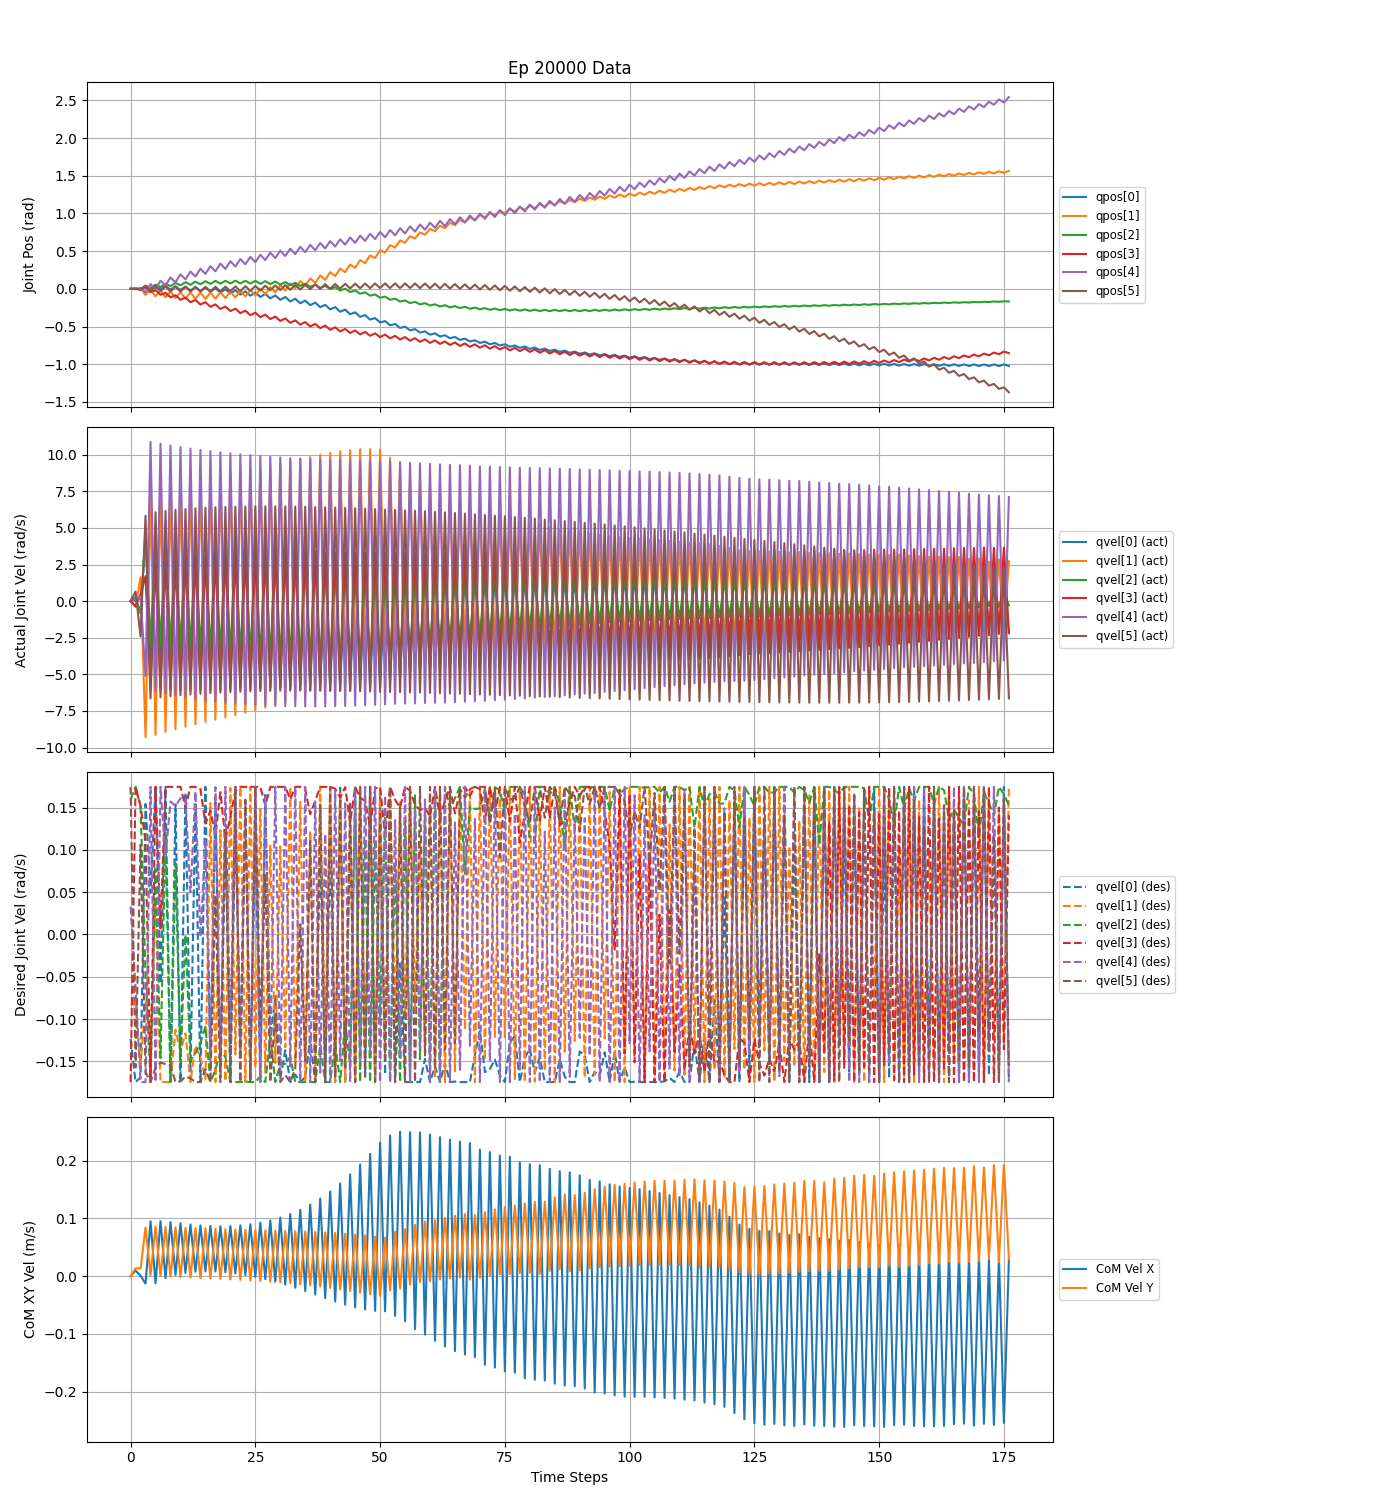 Ep 20000 Data
2.5
2.0
1.5
1.0
0.5
0.0
−0.5
−1.0
−1.5
Joint Pos (rad)
qpos[0]
qpos[1]
qpos[2]
qpos[3]
qpos[4]
qpos[5]
10.0
7.5
5.0
2.5
0.0
−2.5
−5.0
−7.5
−10.0
Actual Joint Vel (rad/s)
qvel[0] (act)
qvel[1] (act)
qvel[2] (act)
qvel[3] (act)
qvel[4] (act)
qvel[5] (act)
0.15
0.10
0.05
0.00
−0.05
−0.10
−0.15
Desired Joint Vel (rad/s)
qvel[0] (des)
qvel[1] (des)
qvel[2] (des)
qvel[3] (des)
qvel[4] (des)
qvel[5] (des)
0.2
0.1
0.0
−0.1
−0.2
CoM XY Vel (m/s)
CoM Vel X
CoM Vel Y
0 25 50 75 100 125 150 175
Time Steps